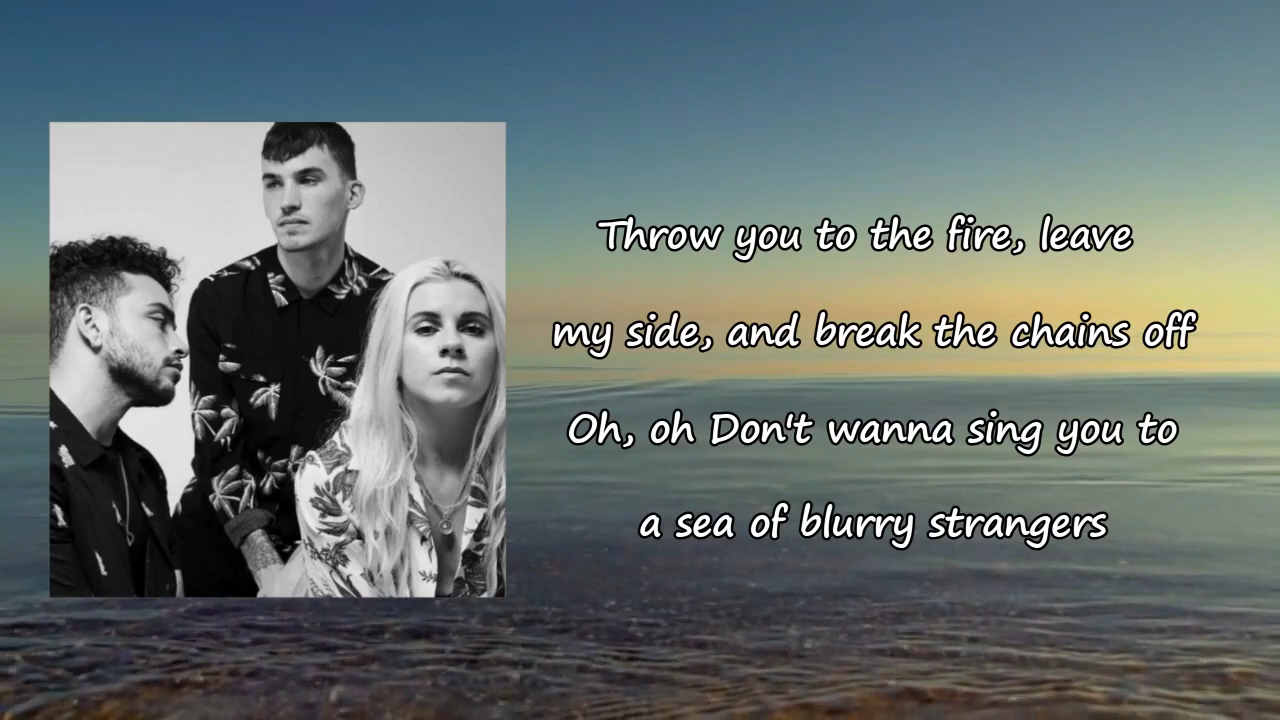 Throw you to the fire, leave
my side, and break the chains off
Oh, oh Don't wanna sing you to
a sea of blurry strangers